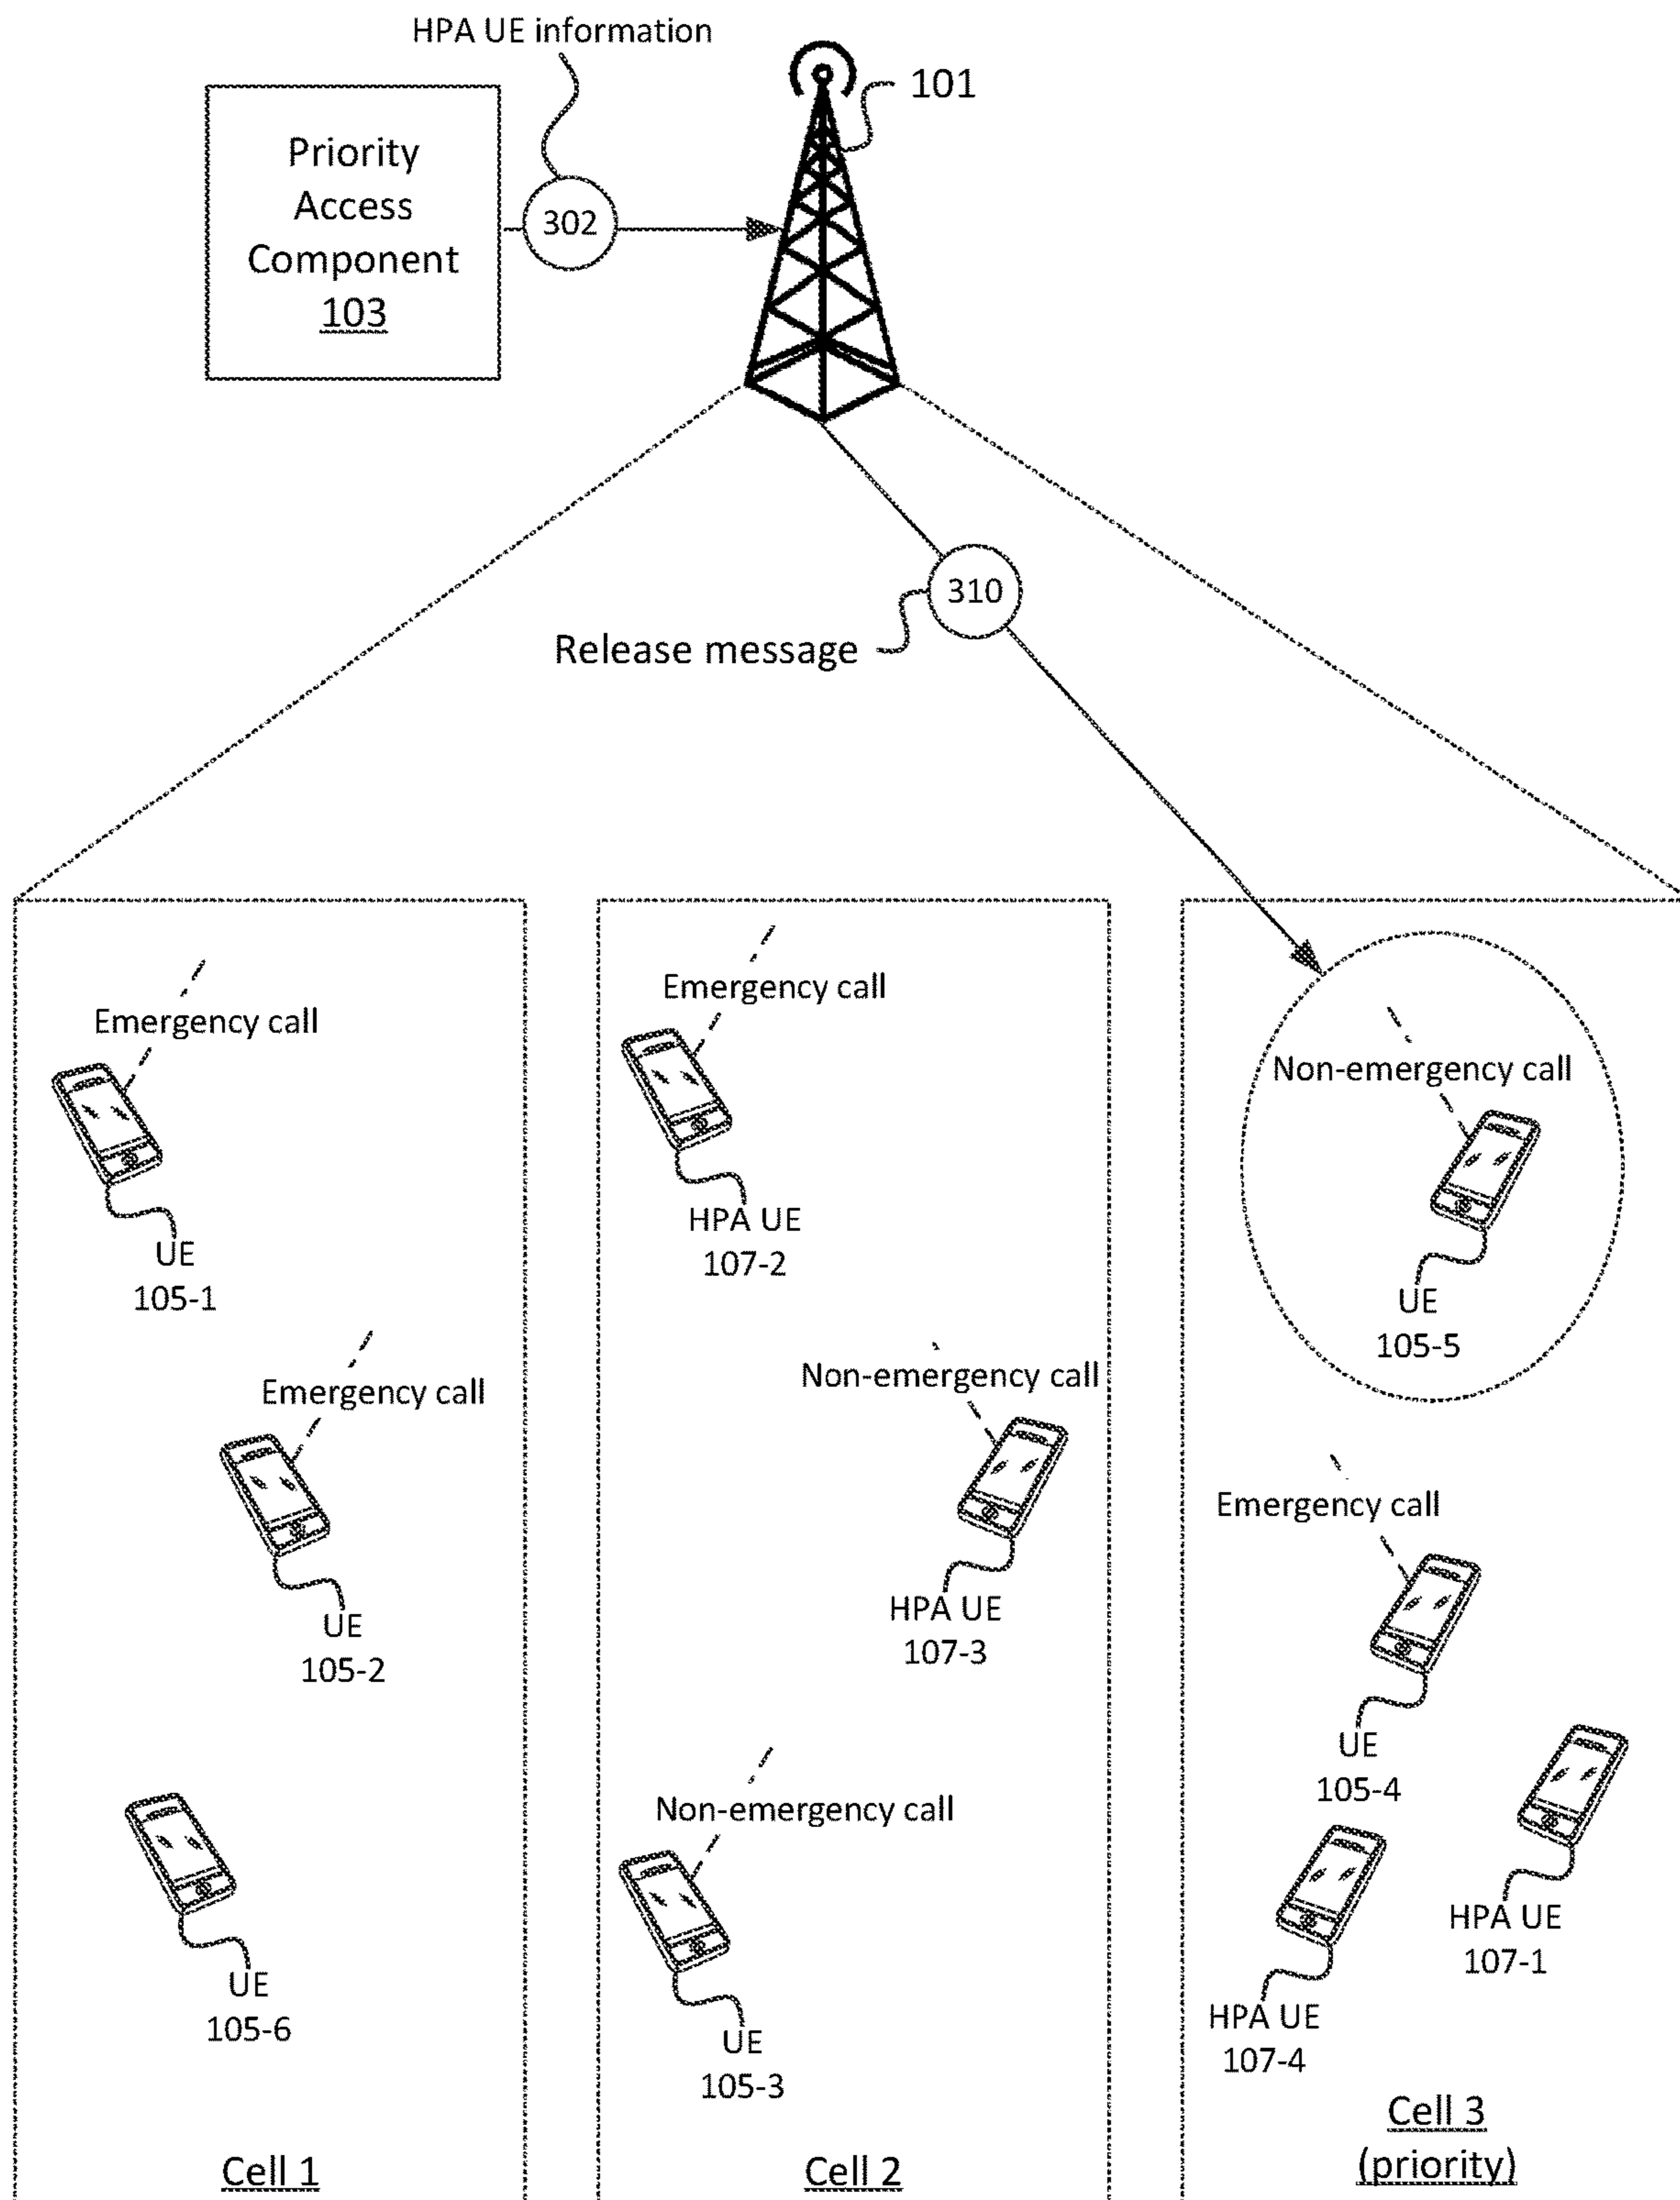 HPA UE information
101
Priority
Access
Component
103
302
310
Release message
Emergency call
UE
105-1
Emergency call
UE
105-2
UE
105-6
Cell 1
Emergency call
HPA UE
107-2
Non-emergency call
HPA UE
107-3
Non-emergency call
UE
105-3
Cell 2
Non-emergency call
UE
105-5
Emergency call
UE
105-4
HPA UE
107-1
HPA UE
107-4
Cell 3
(priority)